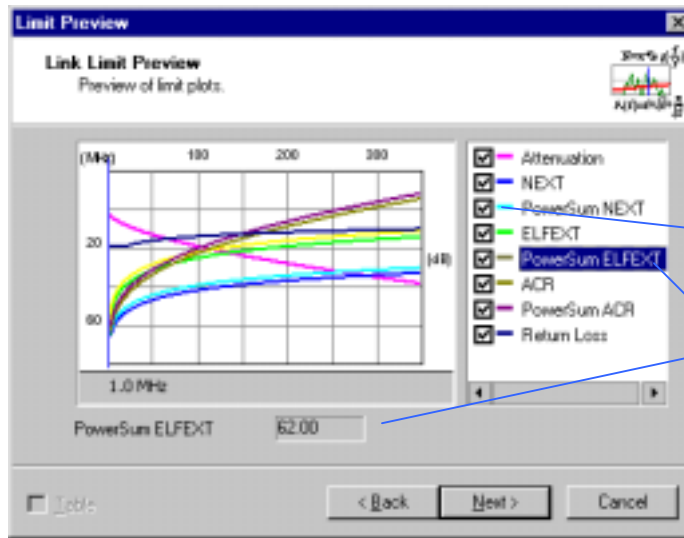 Limit Preview
Link Limit Preview
Preview of limit plots.
(MHz) 100 200 300
20
60
(dB)
1.0 MHz
Attenuation
NEXT
PowerSum NEXT
ELFEXT
PowerSum ELFEXT
ACR
PowerSum ACR
Return Loss
PowerSum ELFEXT 62.00
Table
< Back Next > Cancel